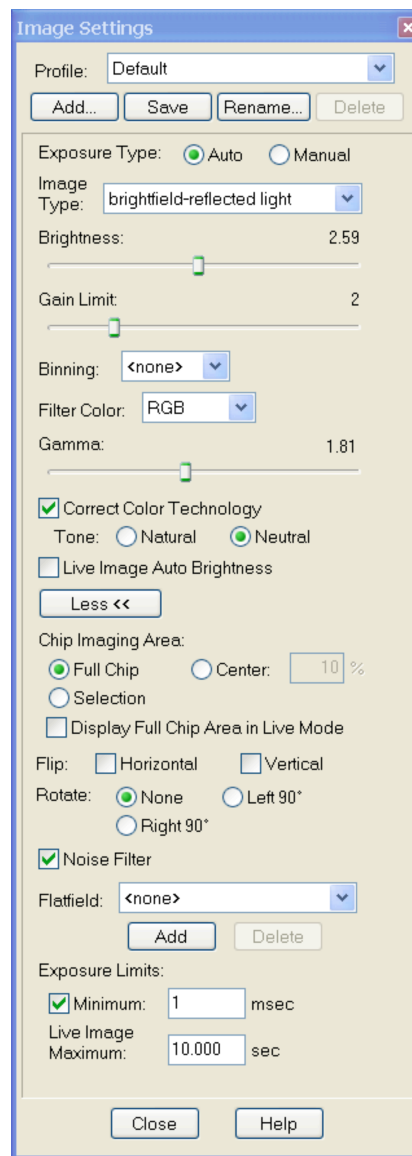 Image Settings
Profile: Default
Add... Save Rename... Delete
Exposure Type: Auto Manual
Image
Type: brightfield-reflected light
Brightness: 2.59
Gain Limit: 2
Binning: <none>
Filter Color: RGB
Gamma: 1.81
Correct Color Technology
Tone: Natural Neutral
Live Image Auto Brightness
Less <<
Chip Imaging Area:
Full Chip Center: 10 %
Selection
Display Full Chip Area in Live Mode
Flip: Horizontal Vertical
Rotate: None Left 90°
Right 90°
Noise Filter
Flatfield: <none>
Add Delete
Exposure Limits:
Minimum: 1 msec
Live Image
Maximum: 10.000 sec
Close Help